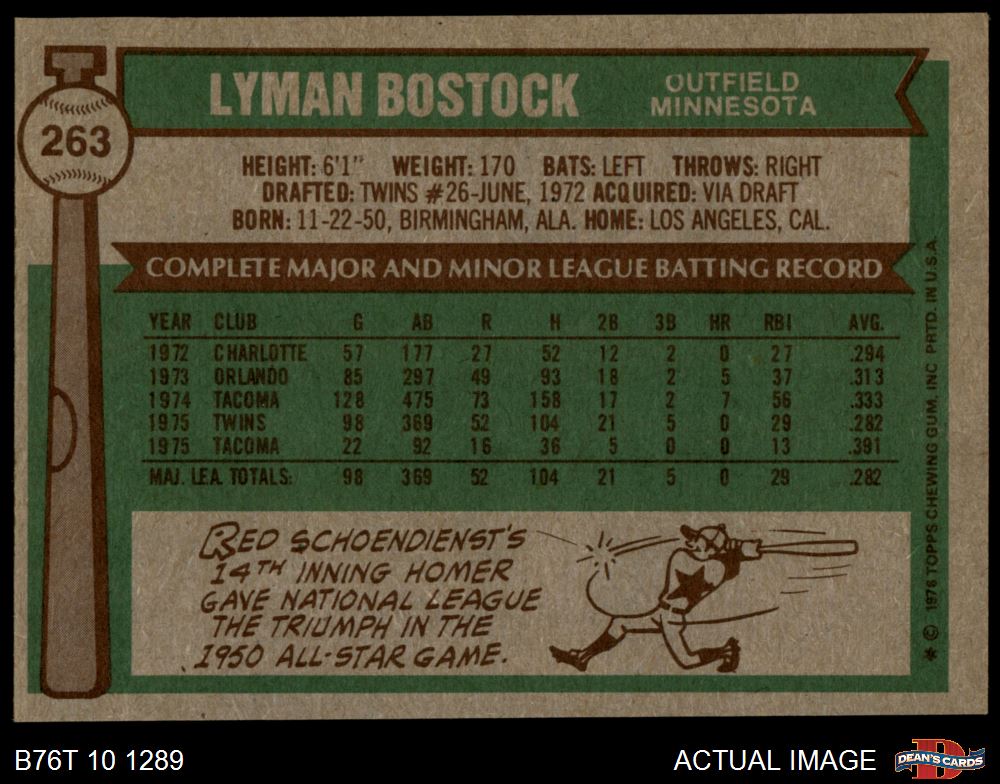 263
LYMAN BOSTOCK
OUTFIELD
MINNESOTA
HEIGHT: 6'1" WEIGHT: 170 BATS: LEFT THROWS: RIGHT
DRAFTED: TWINS #26-JUNE, 1972 ACQUIRED: VIA DRAFT
BORN: 11-22-50, BIRMINGHAM, ALA. HOME: LOS ANGELES, CAL.
COMPLETE MAJOR AND MINOR LEAGUE BATTING RECORD
YEAR CLUB G AB R H 2B 3B HR RBI AVG.
1972 CHARLOTTE 57 177 27 52 12 2 0 27 .294
1973 ORLANDO 85 297 49 93 18 2 5 37 .313
1974 TACOMA 128 475 73 158 17 2 7 56 .333
1975 TWINS 98 369 52 104 21 5 0 29 .282
1975 TACOMA 22 92 16 36 5 0 0 13 .391
MAJ. LEA. TOTALS: 98 369 52 104 21 5 0 29 .282
RED SCHOENDIENST'S
14TH INNING HOMER
GAVE NATIONAL LEAGUE
THE TRIUMPH IN THE
1950 ALL-STAR GAME.
* © 1976 TOPPS CHEWING GUM, INC PRTD. IN U.S.A.
B76T 10 1289
ACTUAL IMAGE
D
DEAN'S CARDS